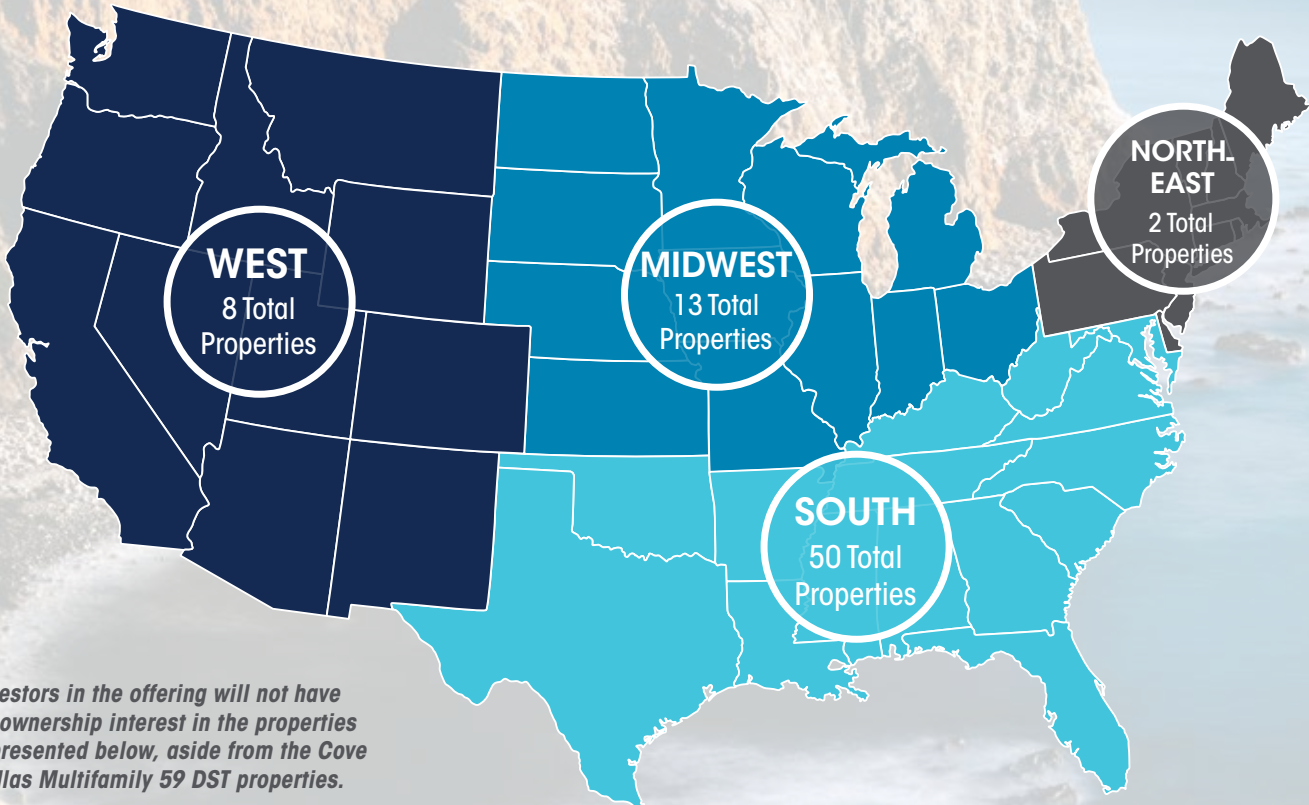 NORTH-
EAST
2 Total
Properties
WEST
8 Total
Properties
MIDWEST
13 Total
Properties
SOUTH
50 Total
Properties
estors in the offering will not have
ownership interest in the properties
resented below, aside from the Cove
llas Multifamily 59 DST properties.